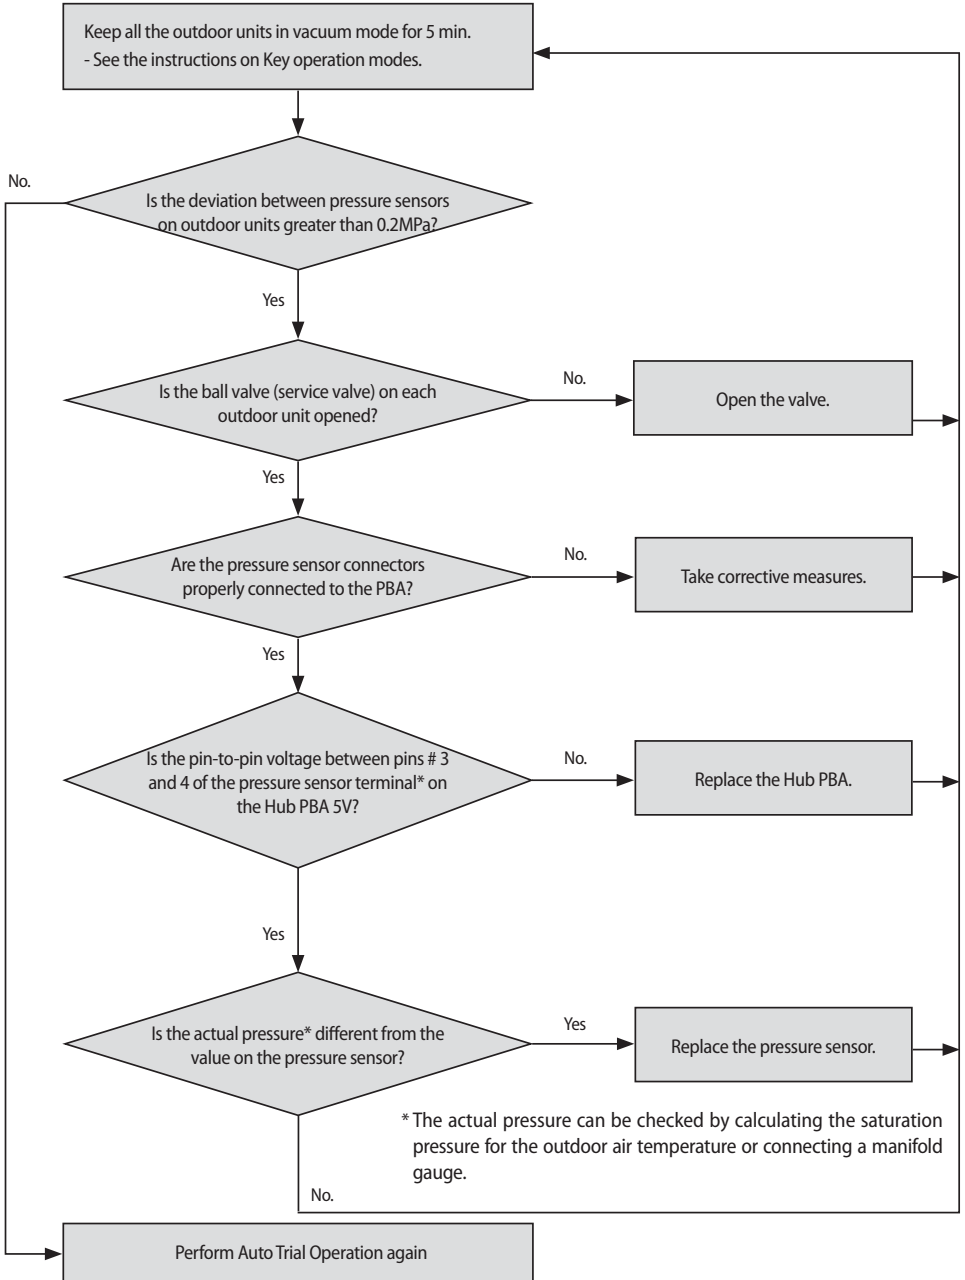 Keep all the outdoor units in vacuum mode for 5 min.
- See the instructions on Key operation modes.
No.
Is the deviation between pressure sensors
on outdoor units greater than 0.2MPa?
Yes
Is the ball valve (service valve) on each
outdoor unit opened?
No.
Open the valve.
Yes
Are the pressure sensor connectors
properly connected to the PBA?
No.
Take corrective measures.
Yes
Is the pin-to-pin voltage between pins # 3
and 4 of the pressure sensor terminal* on
the Hub PBA 5V?
No.
Replace the Hub PBA.
Yes
Is the actual pressure* different from the
value on the pressure sensor?
Yes
Replace the pressure sensor.
* The actual pressure can be checked by calculating the saturation
pressure for the outdoor air temperature or connecting a manifold
gauge.
No.
Perform Auto Trial Operation again